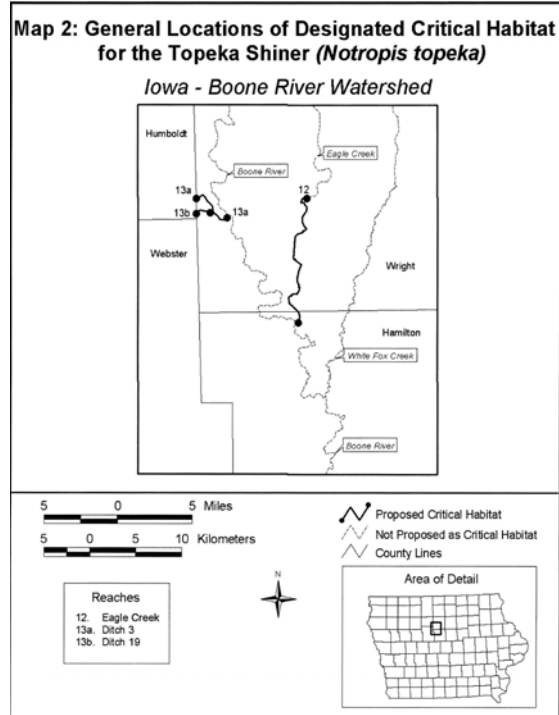 Map 2: General Locations of Designated Critical Habitat
for the Topeka Shiner (Notropis topeka)
Iowa - Boone River Watershed
Humboldt
Eagle Creek
Boone River
13a
12
13b
13a
Webster
Wright
Hamilton
White Fox Creek
Boone River
5 0 5 Miles
5 0 5 10 Kilometers
Proposed Critical Habitat
Not Proposed as Critical Habitat
County Lines
N
Area of Detail
Reaches
12. Eagle Creek
13a. Ditch 3
13b. Ditch 19